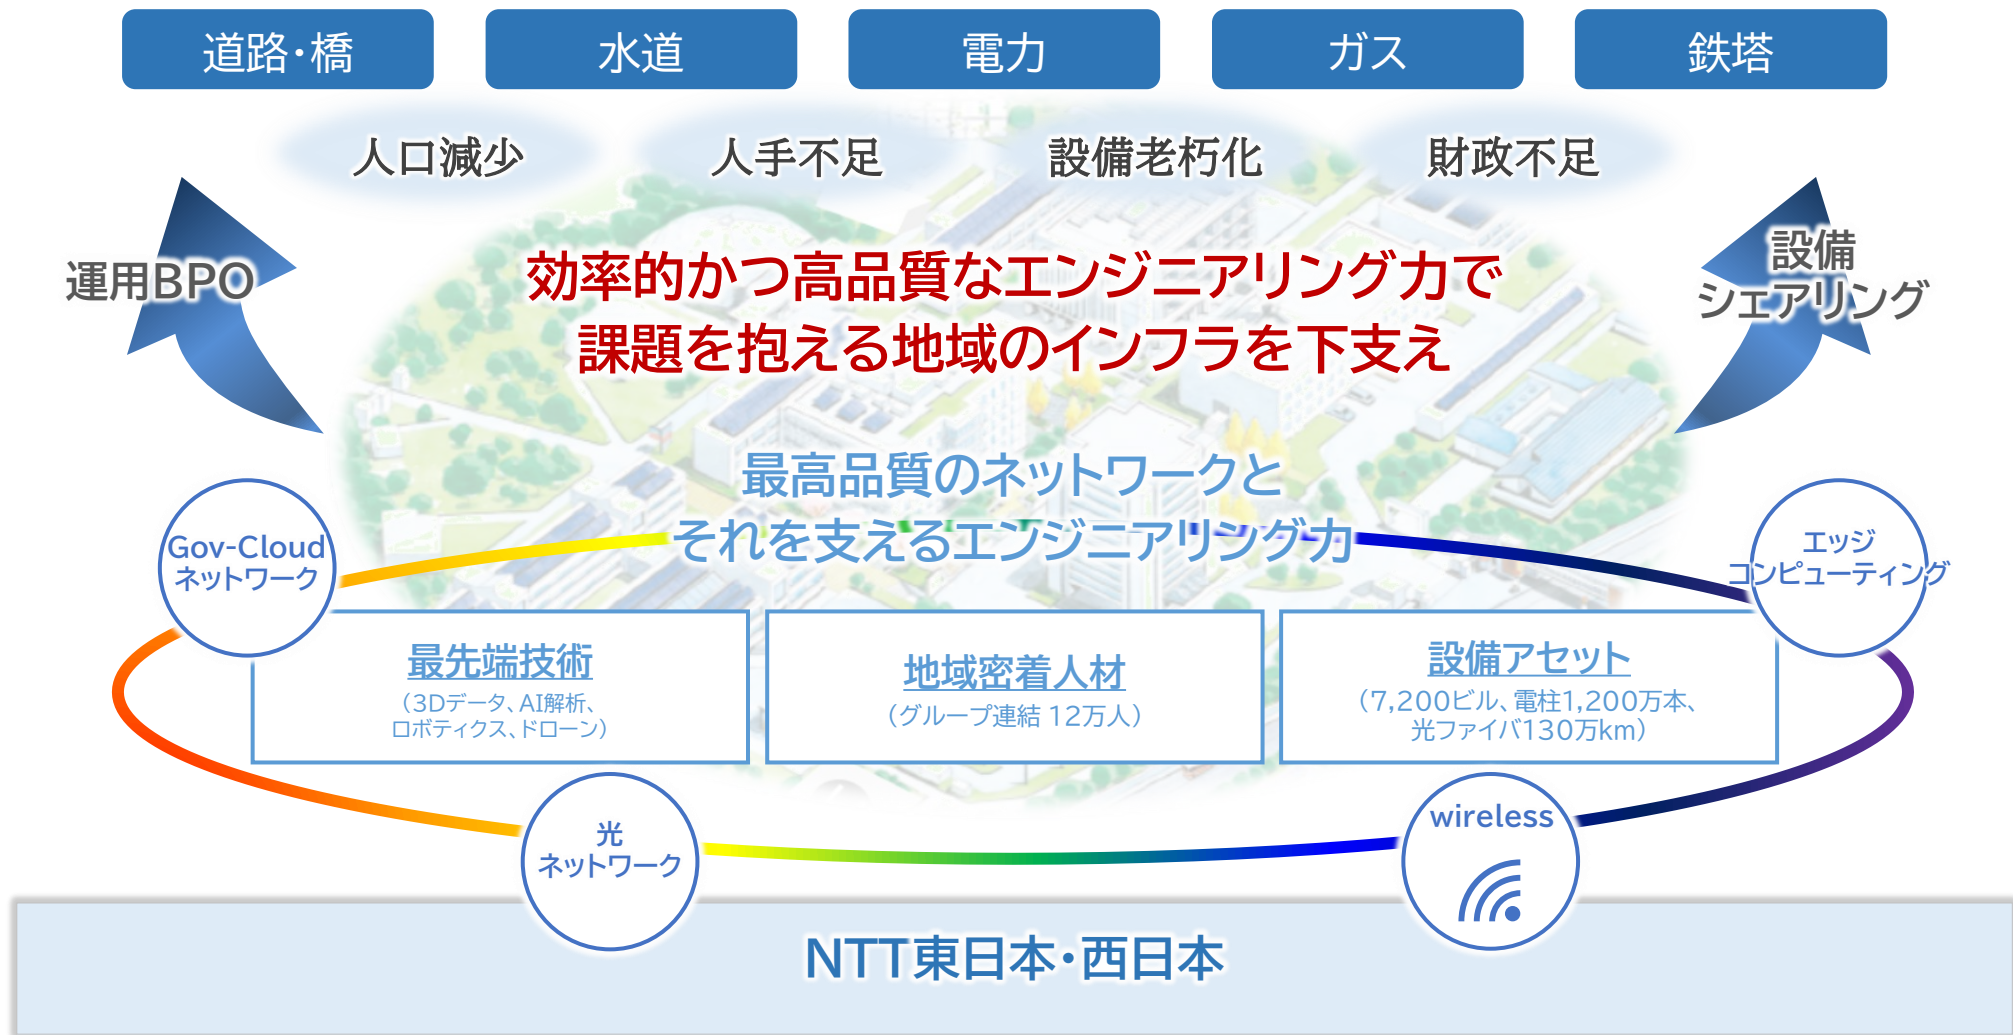 道路・橋
水道
電力
ガス
鉄塔
人口減少
人手不足
設備老朽化
財政不足
運用BPO
設備
シェアリング
効率的かつ高品質なエンジニアリング力で
課題を抱える地域のインフラを下支え
最高品質のネットワークと
それを支えるエンジニアリング力
Gov-Cloud
ネットワーク
エッジ
コンピューティング
最先端技術
（3Dデータ、AI解析、
ロボティクス、ドローン）
地域密着人材
（グループ連結 12万人）
設備アセット
（7,200ビル、電柱1,200万本、
光ファイバ130万km）
光
ネットワーク
wireless
NTT東日本・西日本